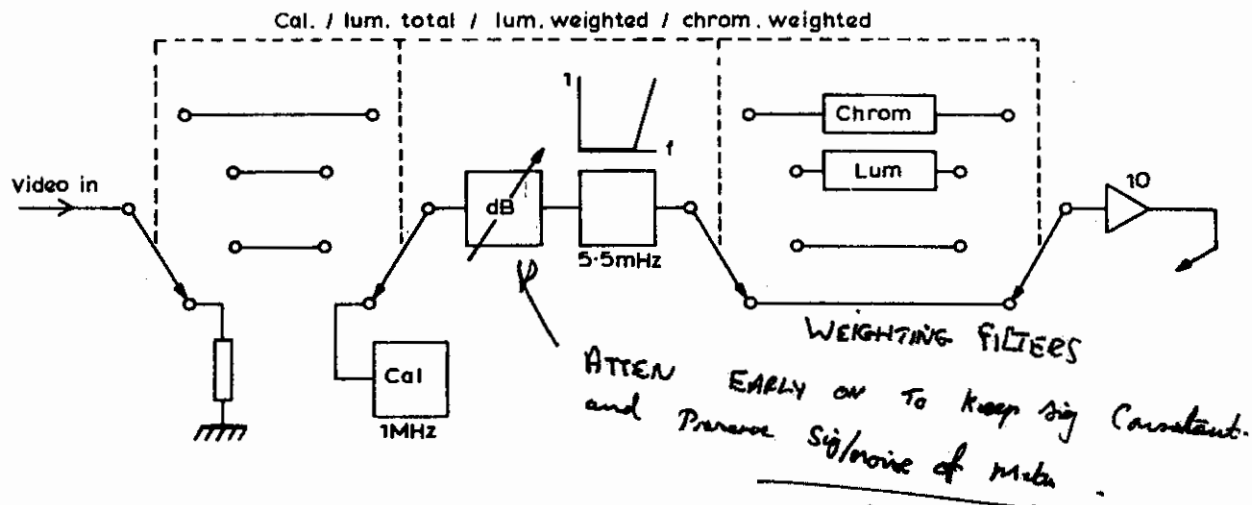 Cal. / lum. total / lum. weighted / chrom. weighted
1
f
Chrom
Lum
Video in
dB
10
5·5mHz
Cal
1MHz
WEIGHTING FILTERS
ATTEN EARLY ON TO Keep sig Constant.
and Preserve Sig/noise of Meter.